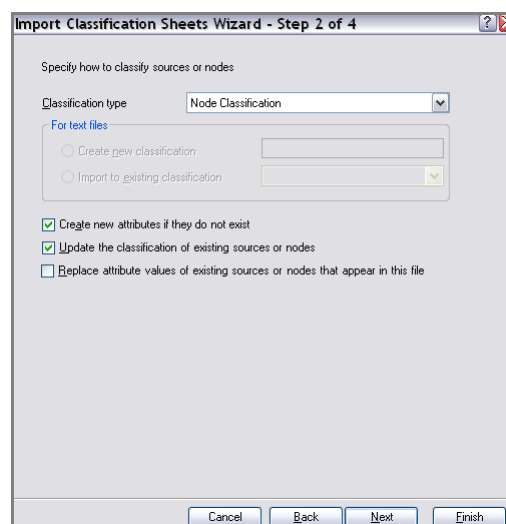 Import Classification Sheets Wizard - Step 2 of 4
Specify how to classify sources or nodes
Classification type Node Classification
For text files
Create new classification
Import to existing classification
Create new attributes if they do not exist
Update the classification of existing sources or nodes
Replace attribute values of existing sources or nodes that appear in this file
Cancel Back Next Finish